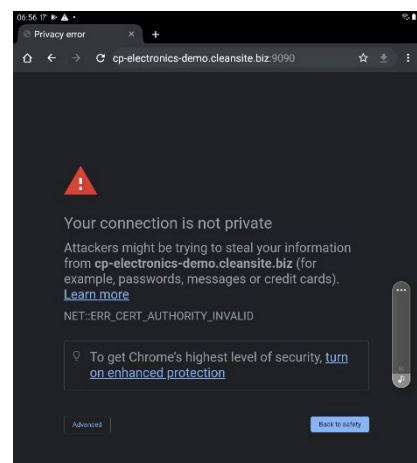 06:56
Privacy error
cp-electronics-demo.cleansite.biz:9090
Your connection is not private
Attackers might be trying to steal your information
from cp-electronics-demo.cleansite.biz (for
example, passwords, messages or credit cards).
Learn more
NET::ERR_CERT_AUTHORITY_INVALID
To get Chrome's highest level of security, turn
on enhanced protection
Advanced
Back to safety